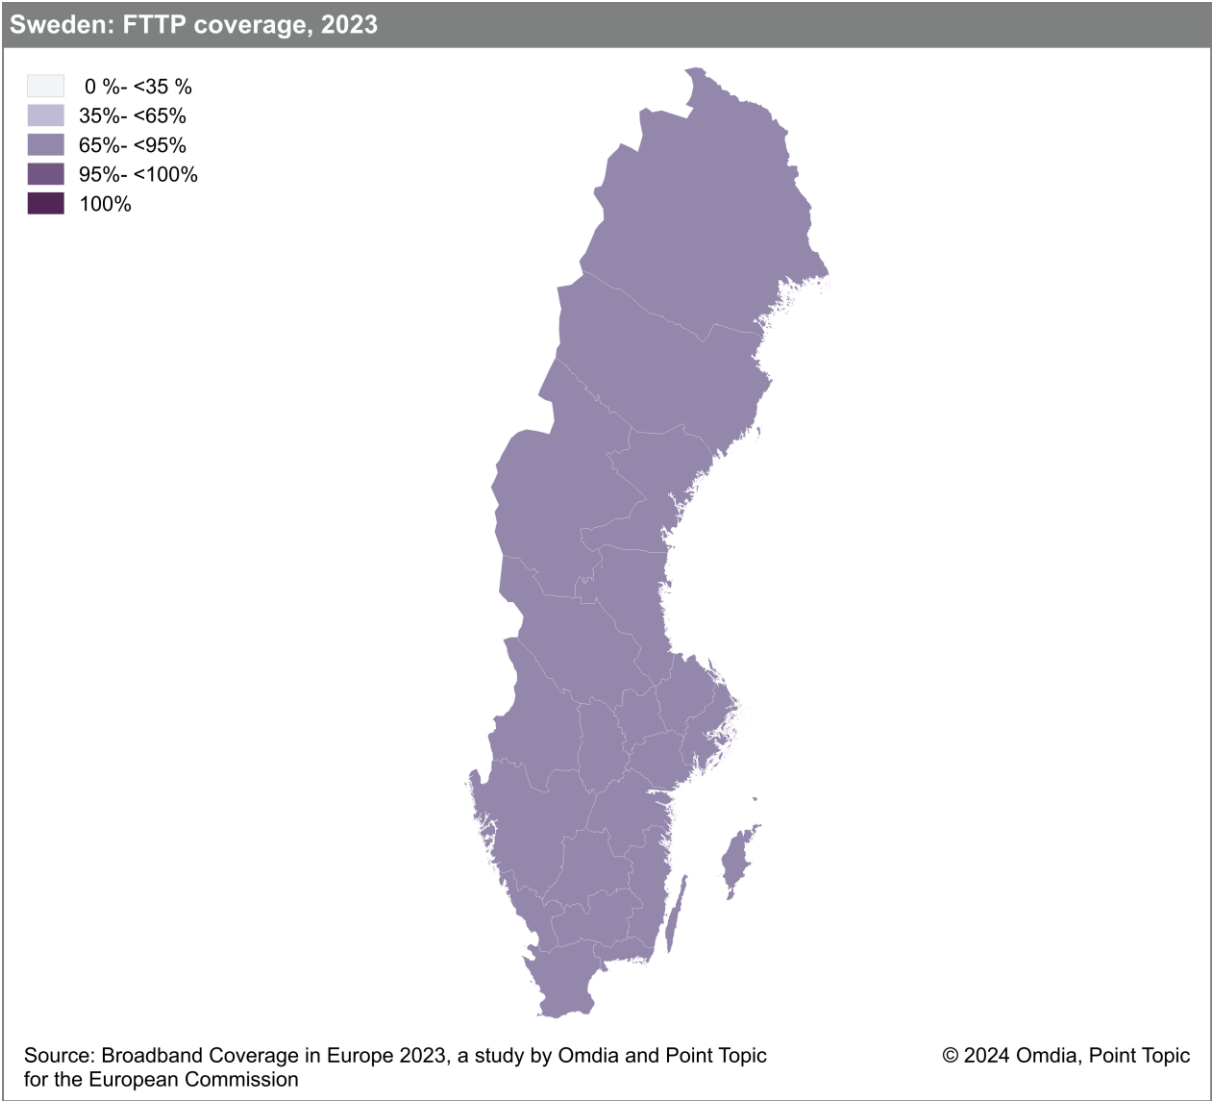 Sweden: FTTP coverage, 2023
0 %- <35 %
35%- <65%
65%- <95%
95%- <100%
100%
Source: Broadband Coverage in Europe 2023, a study by Omdia and Point Topic
for the European Commission
© 2024 Omdia, Point Topic